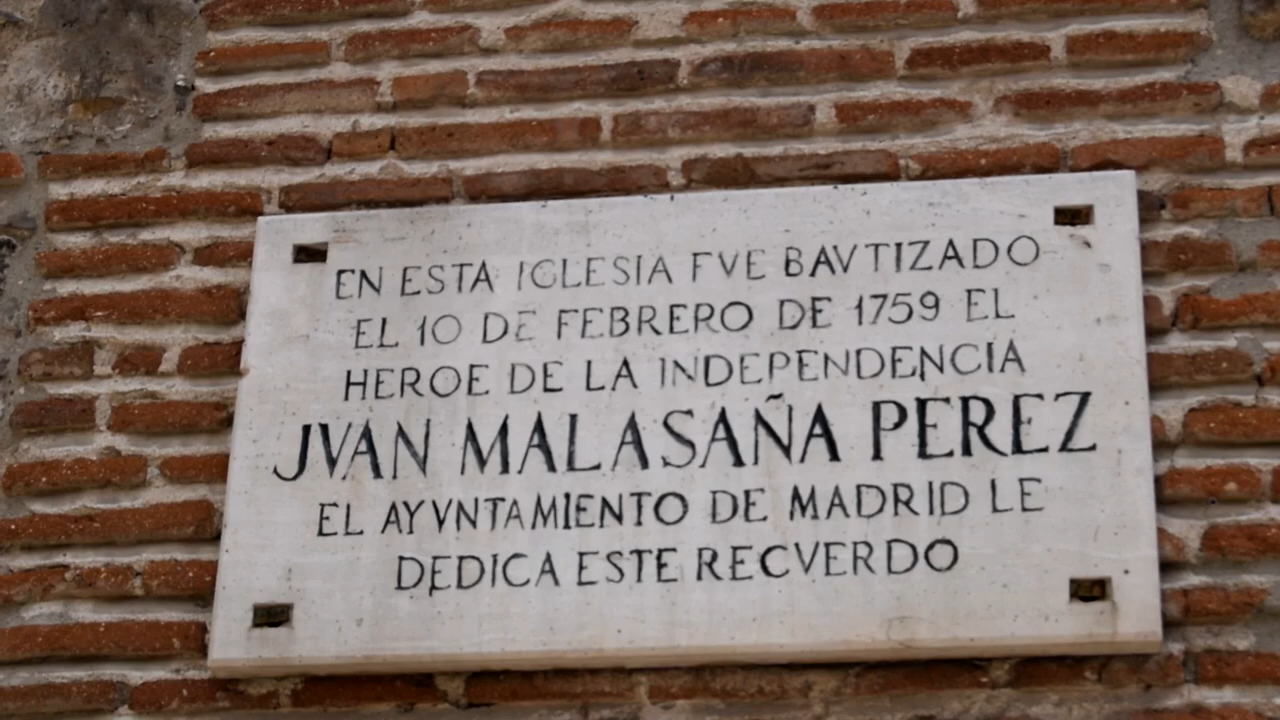 EN ESTA IGLESIA FVE BAVTIZADO
EL 10 DE FEBRERO DE 1759 EL
HEROE DE LA INDEPENDENCIA
JVAN MALASAÑA PEREZ
EL AYVNTAMIENTO DE MADRID LE
DEDICA ESTE RECVERDO